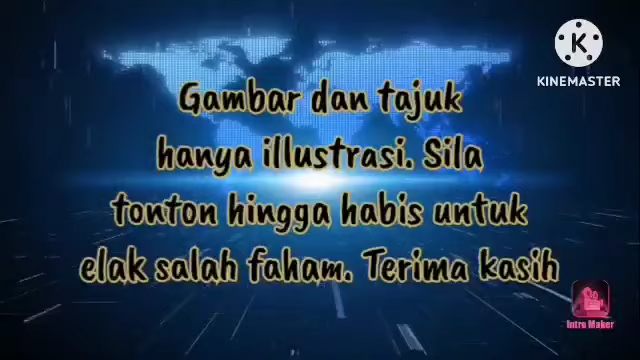 KINEMASTER
Gambar dan tajuk
hanya illustrasi. Sila
tonton hingga habis untuk
elak salah faham. Terima kasih
Intro Maker